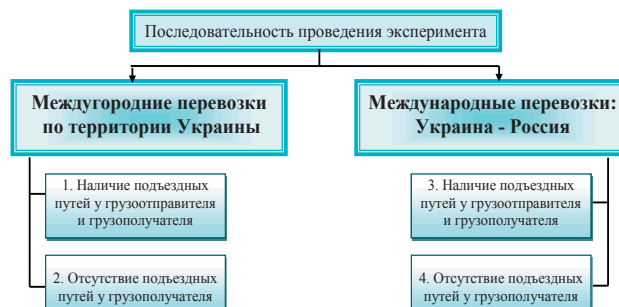 Последовательность проведения эксперимента
Междугородние перевозки
по территории Украины
Международные перевозки:
Украина - Россия
1. Наличие подъездных
путей у грузоотправителя
и грузополучателя
3. Наличие подъездных
путей у грузоотправителя
и грузополучателя
2. Отсутствие подъездных
путей у грузополучателя
4. Отсутствие подъездных
путей у грузополучателя